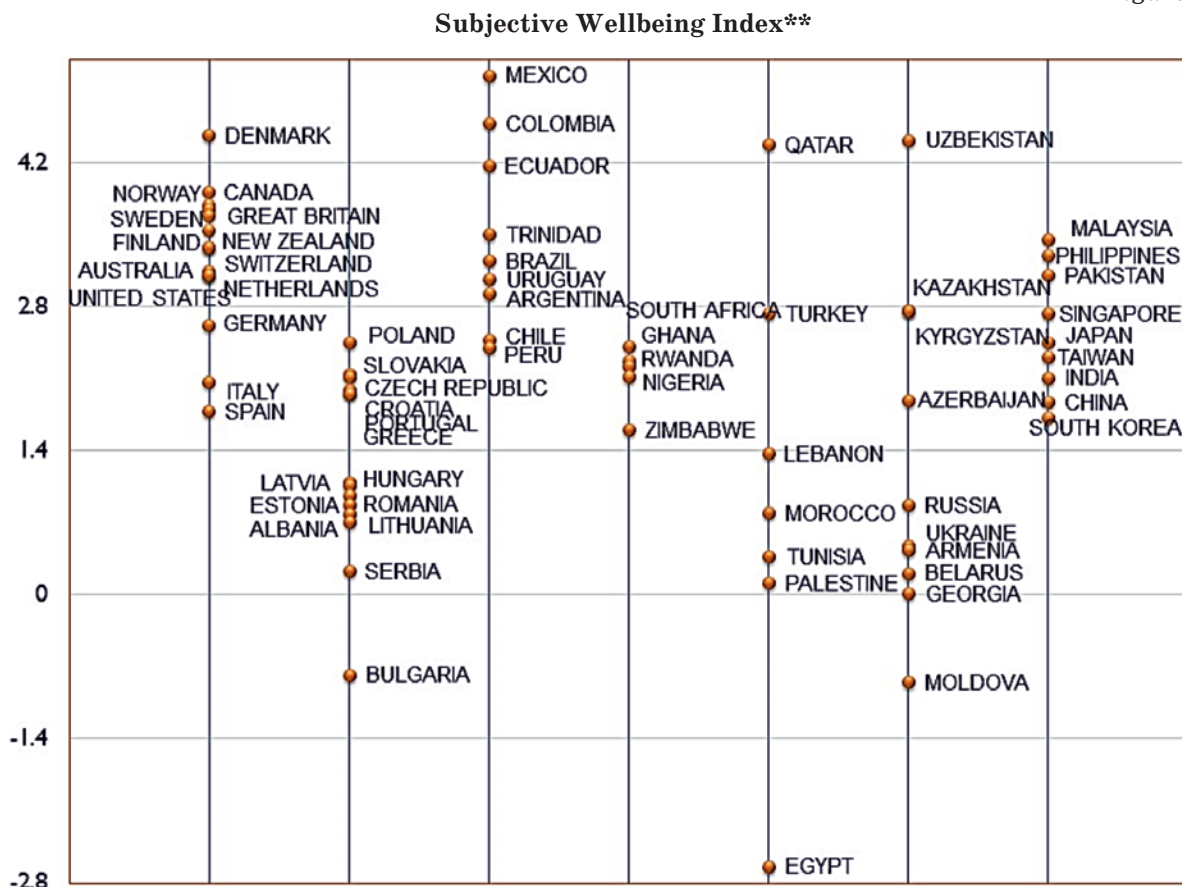 Subjective Wellbeing Index**
MEXICO
COLOMBIA
DENMARK
QATAR
UZBEKISTAN
4.2
ECUADOR
NORWAY
CANADA
SWEDEN
GREAT BRITAIN
FINLAND
NEW ZEALAND
TRINIDAD
MALAYSIA
AUSTRALIA
SWITZERLAND
BRAZIL
PHILIPPINES
UNITED STATES
NETHERLANDS
URUGUAY
PAKISTAN
ARGENTINA
KAZAKHSTAN
2.8
SOUTH AFRICA
TURKEY
SINGAPORE
GERMANY
POLAND
CHILE
GHANA
KYRGYZSTAN
JAPAN
PERU
RWANDA
TAIWAN
SLOVAKIA
NIGERIA
INDIA
ITALY
CZECH REPUBLIC
SPAIN
CROATIA
AZERBAIJAN
CHINA
PORTUGAL
GREECE
ZIMBABWE
SOUTH KOREA
1.4
LEBANON
LATVIA
HUNGARY
ESTONIA
ROMANIA
RUSSIA
ALBANIA
LITHUANIA
MOROCCO
UKRAINE
ARMENIA
TUNISIA
SERBIA
BELARUS
PALESTINE
0
GEORGIA
BULGARIA
MOLDOVA
-1.4
EGYPT
-2.8